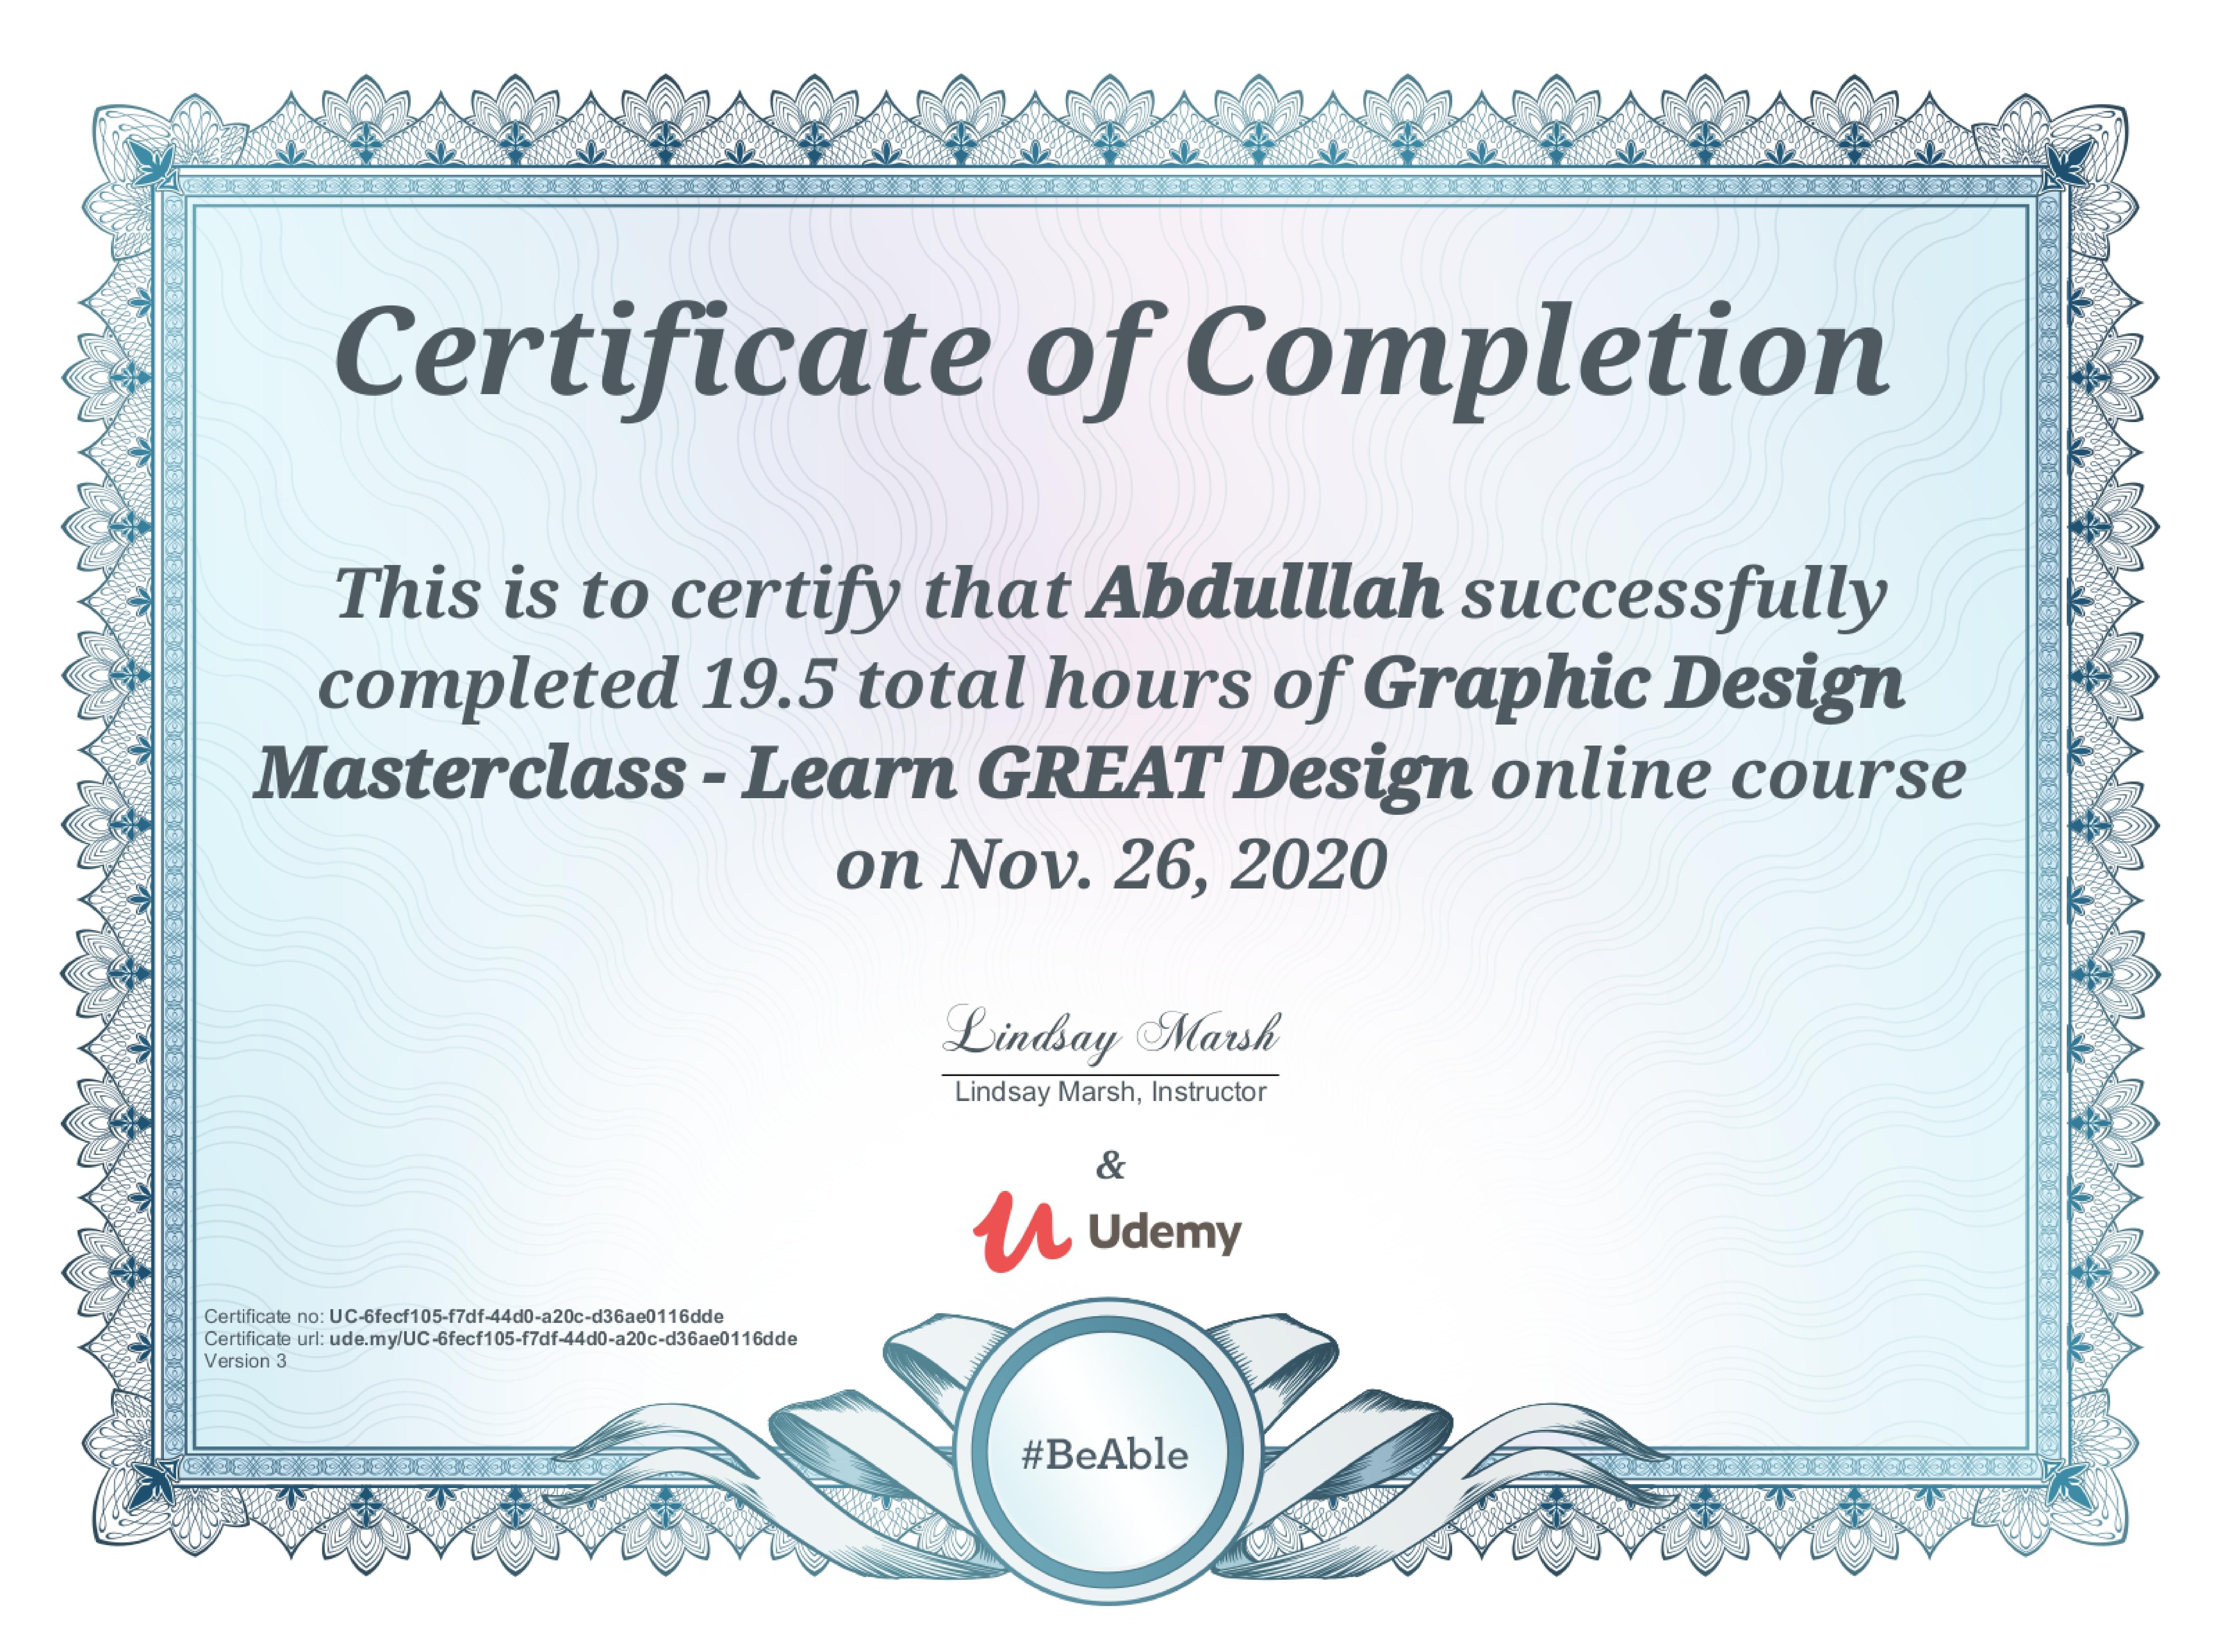 Certificate of Completion
This is to certify that Abdulllah successfully
completed 19.5 total hours of Graphic Design
Masterclass - Learn GREAT Design online course
on Nov. 26, 2020
Lindsay Marsh
Lindsay Marsh, Instructor
&
Udemy
Certificate no: UC-6fecf105-f7df-44d0-a20c-d36ae0116dde
Certificate url: ude.my/UC-6fecf105-f7df-44d0-a20c-d36ae0116dde
Version 3
#BeAble